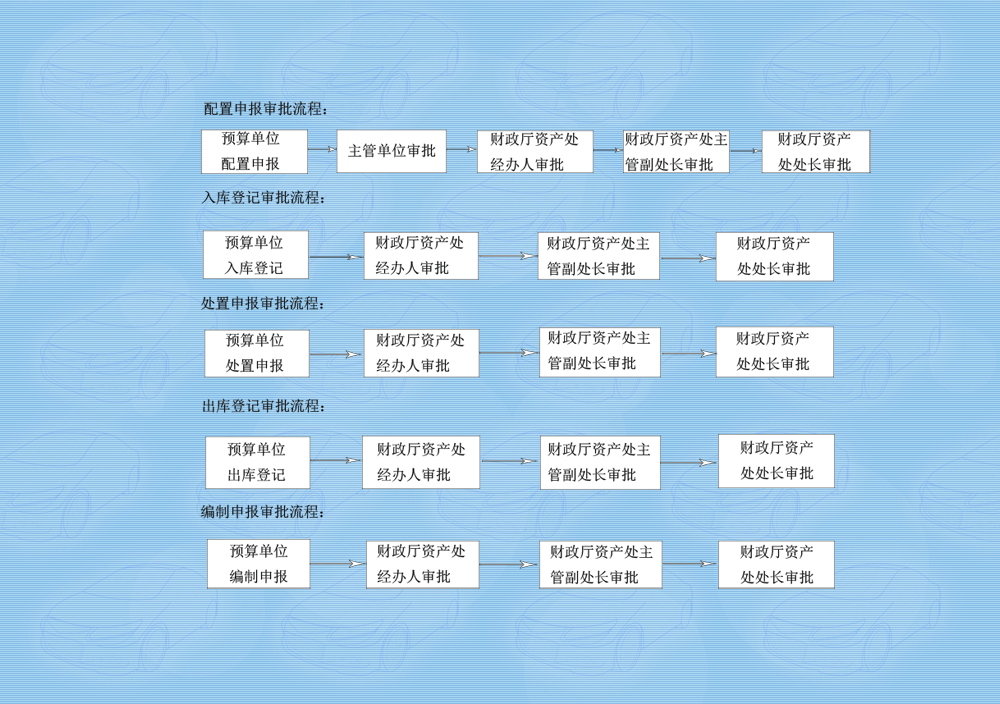 配置申报审批流程：
预算单位
配置申报
主管单位审批
财政厅资产处
经办人审批
财政厅资产处主
管副处长审批
财政厅资产
处处长审批
入库登记审批流程：
预算单位
入库登记
财政厅资产处
经办人审批
财政厅资产处主
管副处长审批
财政厅资产
处处长审批
处置申报审批流程：
预算单位
处置申报
财政厅资产处
经办人审批
财政厅资产处主
管副处长审批
财政厅资产
处处长审批
出库登记审批流程：
预算单位
出库登记
财政厅资产处
经办人审批
财政厅资产处主
管副处长审批
财政厅资产
处处长审批
编制申报审批流程：
预算单位
编制申报
财政厅资产处
经办人审批
财政厅资产处主
管副处长审批
财政厅资产
处处长审批